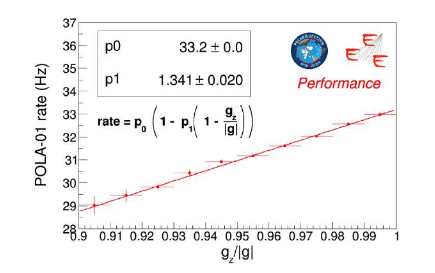 37
36
35
34
33
32
31
30
29
28
POLA-01 rate (Hz)
p0 33.2 ± 0.0
p1 1.341 ± 0.020
rate = p0 (1 - p1(1 - gz/|g|))
E E E
Performance
0.9 0.91 0.92 0.93 0.94 0.95 0.96 0.97 0.98 0.99 1
gz/|g|